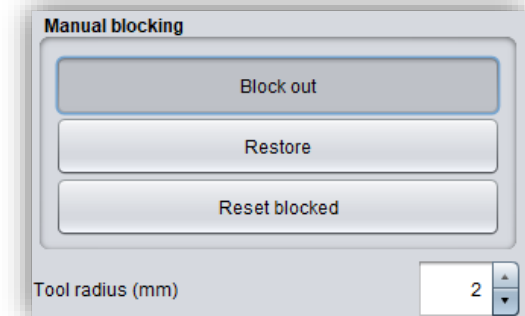 Manual blocking
Block out
Restore
Reset blocked
Tool radius (mm) 2